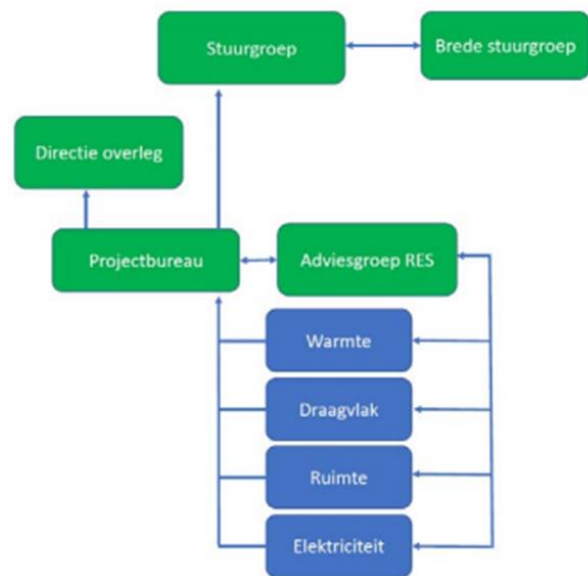 Stuurgroep
Brede stuurgroep
Directie overleg
Projectbureau
Adviesgroep RES
Warmte
Draagvlak
Ruimte
Elektriciteit